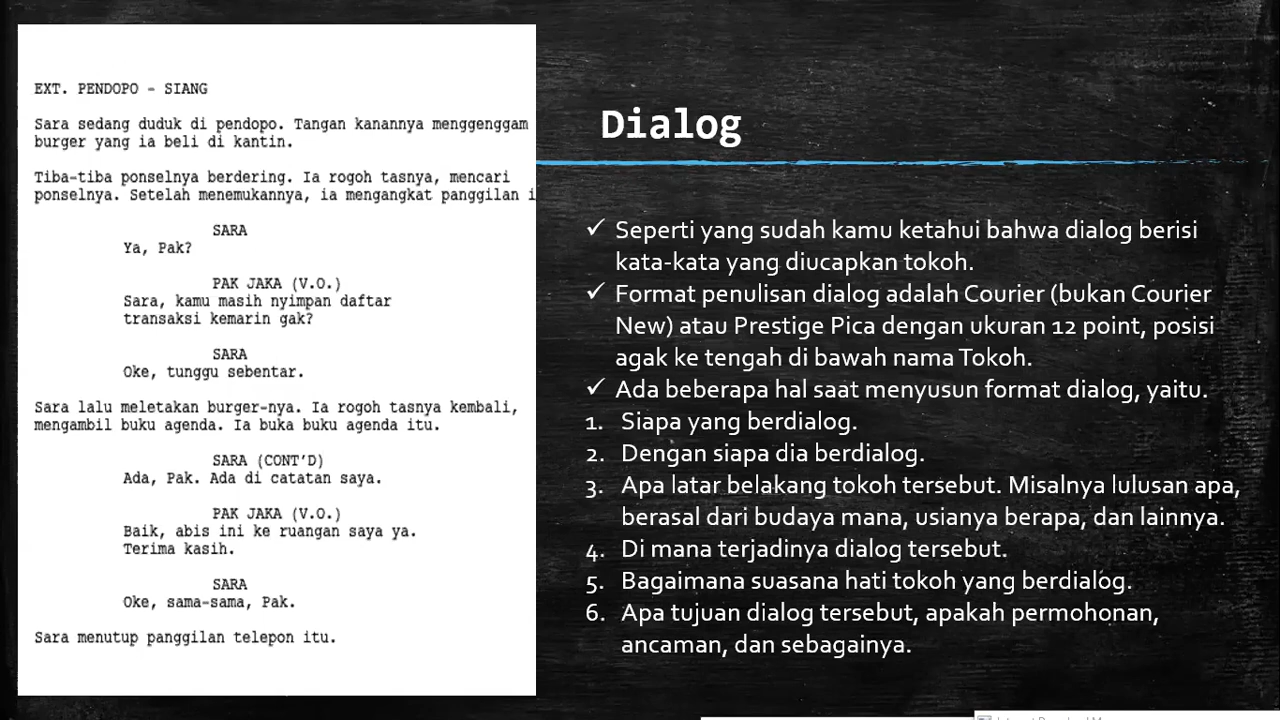 EXT. PENDOPO - SIANG
Sara sedang duduk di pendopo. Tangan kanannya menggenggam
burger yang ia beli di kantin.
Tiba-tiba ponselnya berdering. Ia rogoh tasnya, mencari
ponselnya. Setelah menemukannya, ia mengangkat panggilan i
SARA
Ya, Pak?
PAK JAKA (V.O.)
Sara, kamu masih nyimpan daftar
transaksi kemarin gak?
SARA
Oke, tunggu sebentar.
Sara lalu meletakan burger-nya. Ia rogoh tasnya kembali,
mengambil buku agenda. Ia buka buku agenda itu.
SARA (CONT'D)
Ada, Pak. Ada di catatan saya.
PAK JAKA (V.O.)
Baik, abis ini ke ruangan saya ya.
Terima kasih.
SARA
Oke, sama-sama, Pak.
Sara menutup panggilan telepon itu.
Dialog
✓ Seperti yang sudah kamu ketahui bahwa dialog berisi
kata-kata yang diucapkan tokoh.
✓ Format penulisan dialog adalah Courier (bukan Courier
New) atau Prestige Pica dengan ukuran 12 point, posisi
agak ke tengah di bawah nama Tokoh.
✓ Ada beberapa hal saat menyusun format dialog, yaitu.
1. Siapa yang berdialog.
2. Dengan siapa dia berdialog.
3. Apa latar belakang tokoh tersebut. Misalnya lulusan apa,
berasal dari budaya mana, usianya berapa, dan lainnya.
4. Di mana terjadinya dialog tersebut.
5. Bagaimana suasana hati tokoh yang berdialog.
6. Apa tujuan dialog tersebut, apakah permohonan,
ancaman, dan sebagainya.